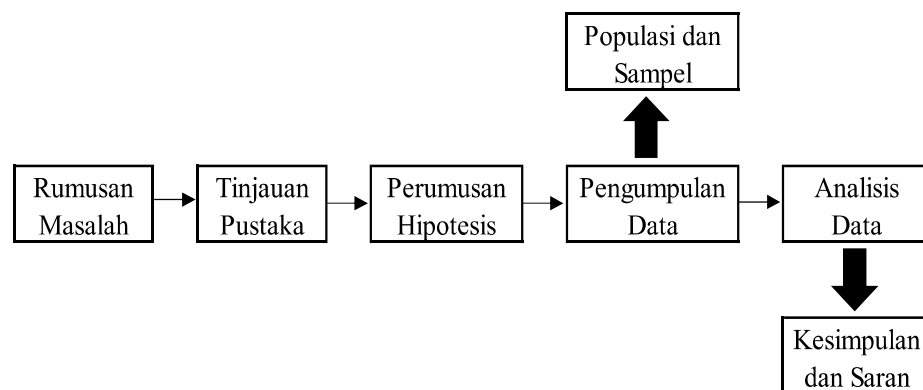 Populasi dan
Sampel
Rumusan
Masalah
Tinjauan
Pustaka
Perumusan
Hipotesis
Pengumpulan
Data
Analisis
Data
Kesimpulan
dan Saran